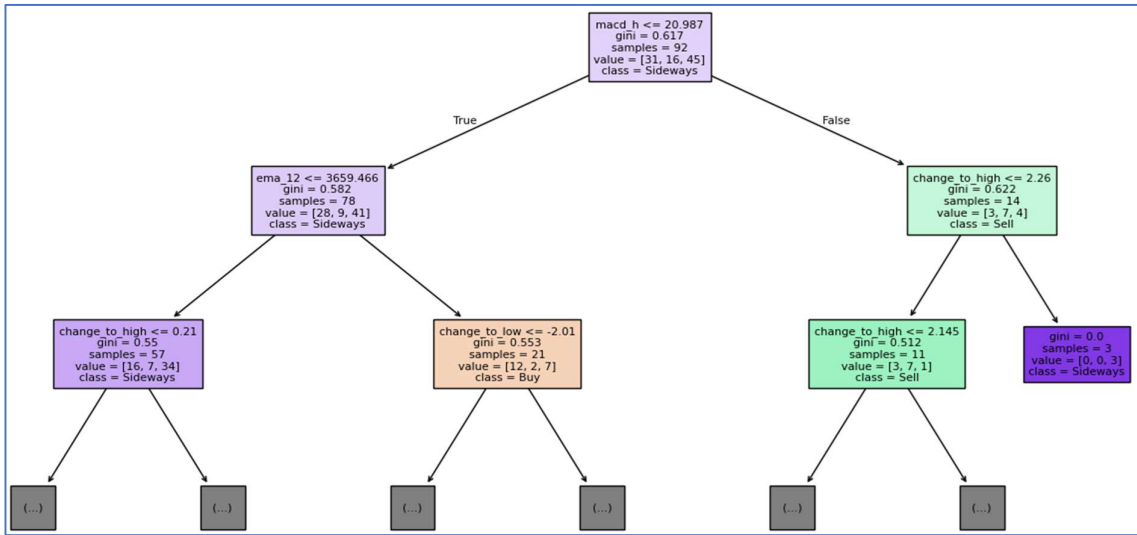 macd_h <= 20.987
gini = 0.617
samples = 92
value = [31, 16, 45]
class = Sideways
True
False
ema_12 <= 3659.466
gini = 0.582
samples = 78
value = [28, 9, 41]
class = Sideways
change_to_high <= 2.26
gini = 0.622
samples = 14
value = [3, 7, 4]
class = Sell
change_to_high <= 0.21
gini = 0.55
samples = 57
value = [16, 7, 34]
class = Sideways
change_to_low <= -2.01
gini = 0.553
samples = 21
value = [12, 2, 7]
class = Buy
change_to_high <= 2.145
gini = 0.512
samples = 11
value = [3, 7, 1]
class = Sell
gini = 0.0
samples = 3
value = [0, 0, 3]
class = Sideways
(...)
(...)
(...)
(...)
(...)
(...)